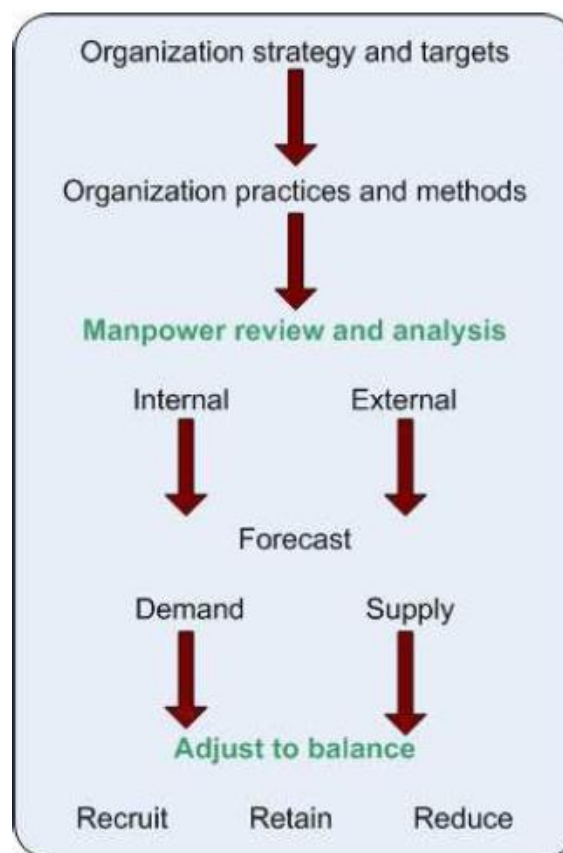 Organization strategy and targets
Organization practices and methods
Manpower review and analysis
Internal External
Forecast
Demand Supply
Adjust to balance
Recruit Retain Reduce